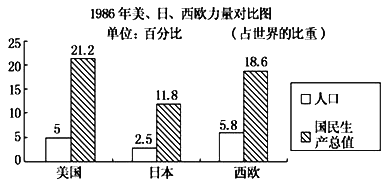 1986年美、日、西欧力量对比图
单位：百分比 （占世界的比重）
25
20
15
10
5
0
5
21.2
2.5
11.8
5.8
18.6
美国
日本
西欧
人口
国民生
产总值